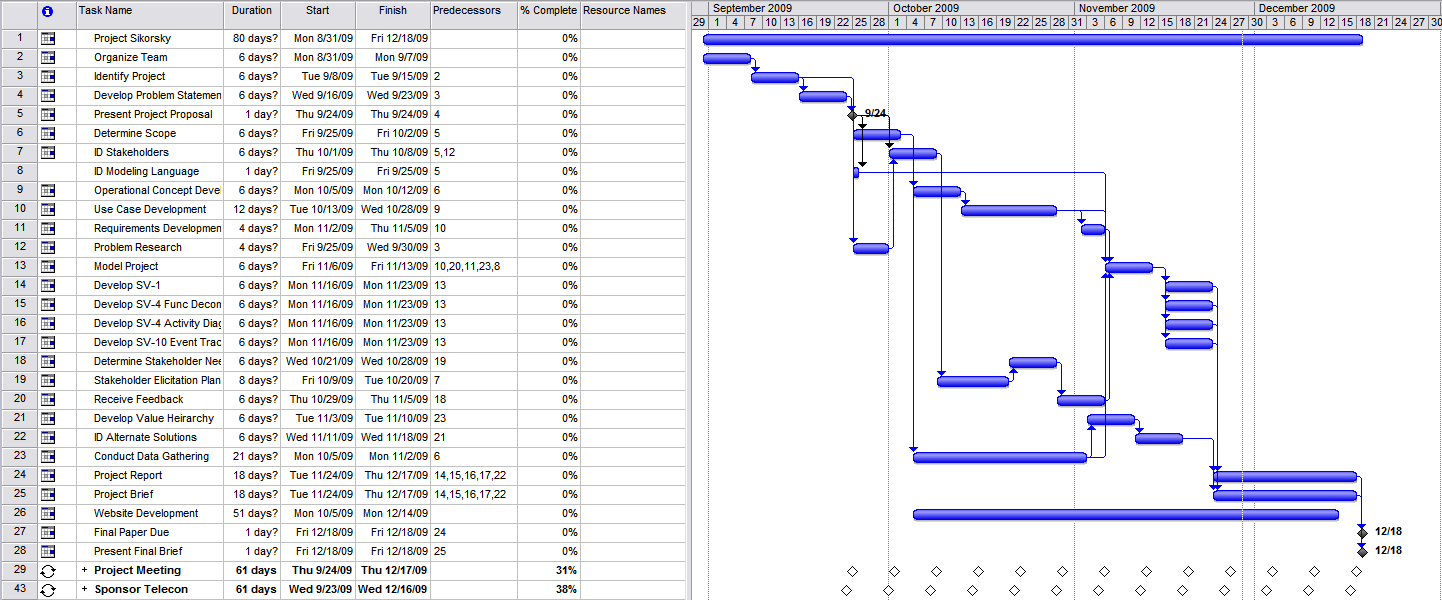 Task Name Duration Start Finish Predecessors % Complete Resource Names September 2009 October 2009 November 2009 December 2009
29 1 4 7 10 13 16 19 22 25 28 1 4 7 10 13 16 19 22 25 28 31 3 6 9 12 15 18 21 24 27 30 3 6 9 12 15 18 21 24 27 30
1 Project Sikorsky 80 days? Mon 8/31/09 Fri 12/18/09 0%
2 Organize Team 6 days? Mon 8/31/09 Mon 9/7/09 0%
3 Identify Project 6 days? Tue 9/8/09 Tue 9/15/09 2 0%
4 Develop Problem Statemen 6 days? Wed 9/16/09 Wed 9/23/09 3 0%
5 Present Project Proposal 1 day? Thu 9/24/09 Thu 9/24/09 4 0% 9/24
6 Determine Scope 6 days? Fri 9/25/09 Fri 10/2/09 5 0%
7 ID Stakeholders 6 days? Thu 10/1/09 Thu 10/8/09 5,12 0%
8 ID Modeling Language 1 day? Fri 9/25/09 Fri 9/25/09 5 0%
9 Operational Concept Devel 6 days? Mon 10/5/09 Mon 10/12/09 6 0%
10 Use Case Development 12 days? Tue 10/13/09 Wed 10/28/09 9 0%
11 Requirements Developmen 4 days? Mon 11/2/09 Thu 11/5/09 10 0%
12 Problem Research 4 days? Fri 9/25/09 Wed 9/30/09 3 0%
13 Model Project 6 days? Fri 11/6/09 Fri 11/13/09 10,20,11,23,8 0%
14 Develop SV-1 6 days? Mon 11/16/09 Mon 11/23/09 13 0%
15 Develop SV-4 Func Decon 6 days? Mon 11/16/09 Mon 11/23/09 13 0%
16 Develop SV-4 Activity Diag 6 days? Mon 11/16/09 Mon 11/23/09 13 0%
17 Develop SV-10 Event Trac 6 days? Mon 11/16/09 Mon 11/23/09 13 0%
18 Determine Stakeholder Nee 6 days? Wed 10/21/09 Wed 10/28/09 19 0%
19 Stakeholder Elicitation Plan 8 days? Fri 10/9/09 Tue 10/20/09 7 0%
20 Receive Feedback 6 days? Thu 10/29/09 Thu 11/5/09 18 0%
21 Develop Value Heirarchy 6 days? Tue 11/3/09 Tue 11/10/09 23 0%
22 ID Alternate Solutions 6 days? Wed 11/11/09 Wed 11/18/09 21 0%
23 Conduct Data Gathering 21 days? Mon 10/5/09 Mon 11/2/09 6 0%
24 Project Report 18 days? Tue 11/24/09 Thu 12/17/09 14,15,16,17,22 0%
25 Project Brief 18 days? Tue 11/24/09 Thu 12/17/09 14,15,16,17,22 0%
26 Website Development 51 days? Mon 10/5/09 Mon 12/14/09 0%
27 Final Paper Due 1 day? Fri 12/18/09 Fri 12/18/09 24 0% 12/18
28 Present Final Brief 1 day? Fri 12/18/09 Fri 12/18/09 25 0% 12/18
29 + Project Meeting 61 days Thu 9/24/09 Thu 12/17/09 31%
43 + Sponsor Telecon 61 days Wed 9/23/09 Wed 12/16/09 38%